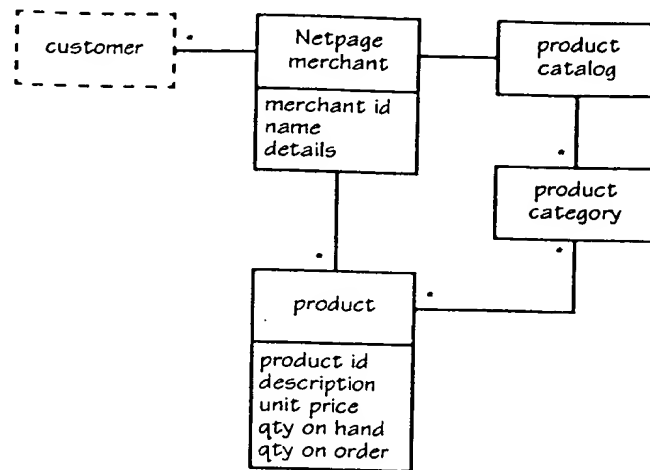 customer
Netpage
merchant
merchant id
name
details
product
catalog
product
category
product
product id
description
unit price
qty on hand
qty on order